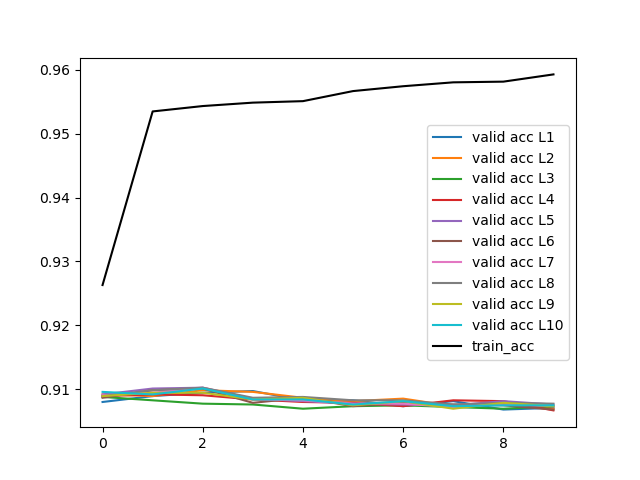 0.96
0.95
0.94
0.93
0.92
0.91
0
2
4
6
8
valid acc L1
valid acc L2
valid acc L3
valid acc L4
valid acc L5
valid acc L6
valid acc L7
valid acc L8
valid acc L9
valid acc L10
train_acc